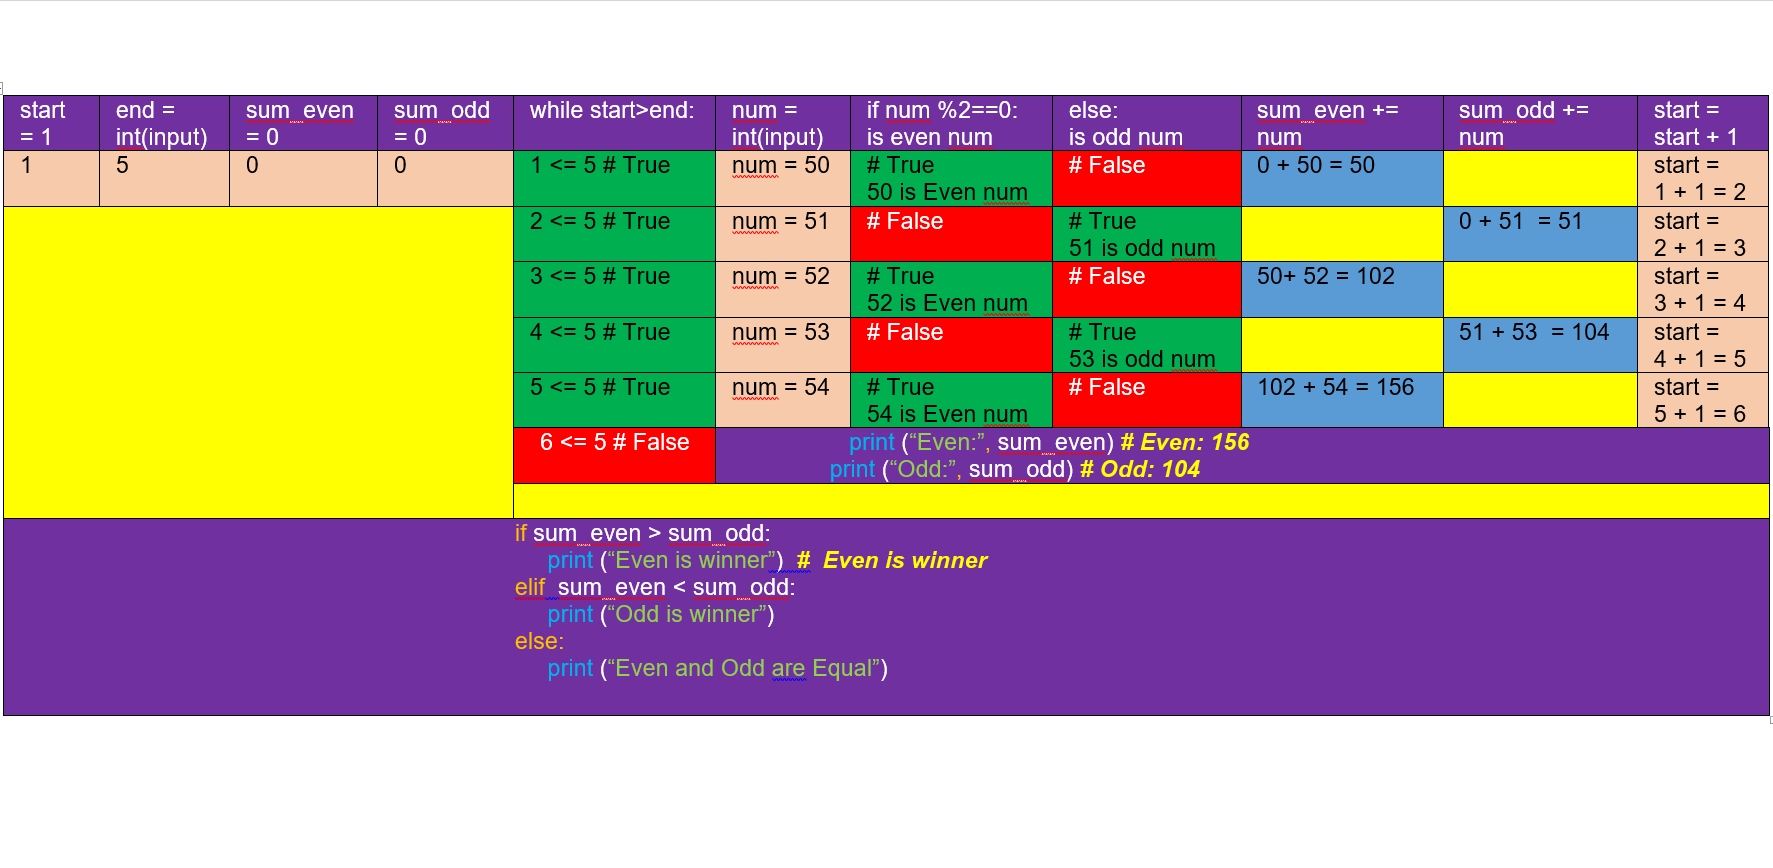 start = 1
end = int(input)
sum_even = 0
sum_odd = 0
while start>end:
num = int(input)
if num %2==0:
is even num
else:
is odd num
sum_even += num
sum_odd += num
start = start + 1
1
5
0
0
1 <= 5 # True
num = 50
# True
50 is Even num
# False
0 + 50 = 50
start =
1 + 1 = 2
2 <= 5 # True
num = 51
# False
# True
51 is odd num
0 + 51  = 51
start =
2 + 1 = 3
3 <= 5 # True
num = 52
# True
52 is Even num
# False
50+ 52 = 102
start =
3 + 1 = 4
4 <= 5 # True
num = 53
# False
# True
53 is odd num
51 + 53  = 104
start =
4 + 1 = 5
5 <= 5 # True
num = 54
# True
54 is Even num
# False
102 + 54 = 156
start =
5 + 1 = 6
6 <= 5 # False
print (“Even:”, sum_even) # Even: 156
print (“Odd:”, sum_odd) # Odd: 104
if sum_even > sum_odd:
print (“Even is winner”)  #  Even is winner
elif  sum_even < sum_odd:
print (“Odd is winner”)
else:
print (“Even and Odd are Equal”)